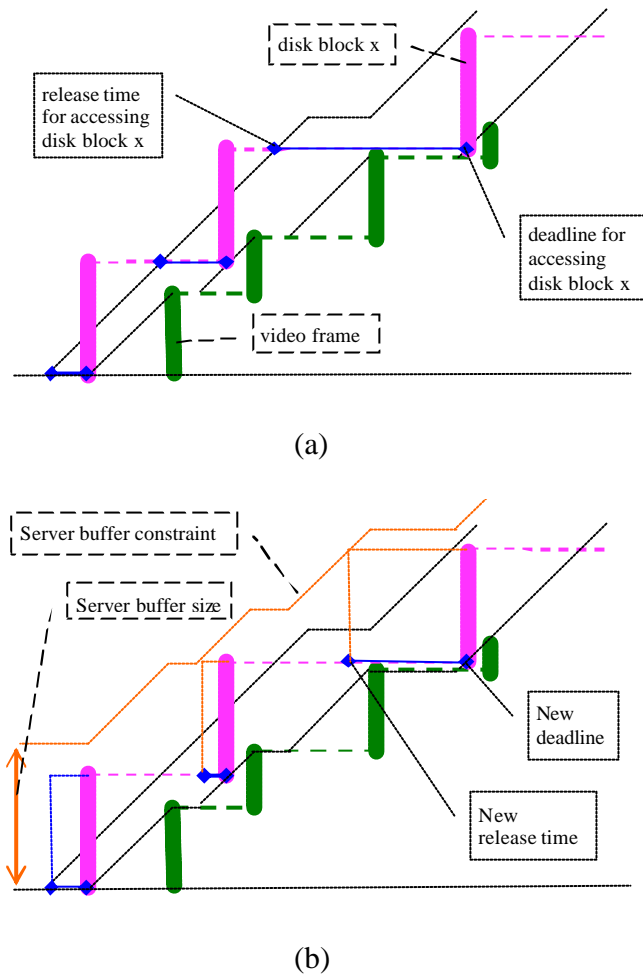 disk block x
release time
for accessing
disk block x
deadline for
accessing
disk block x
video frame
(a)
Server buffer constraint
Server buffer size
New
deadline
New
release time
(b)